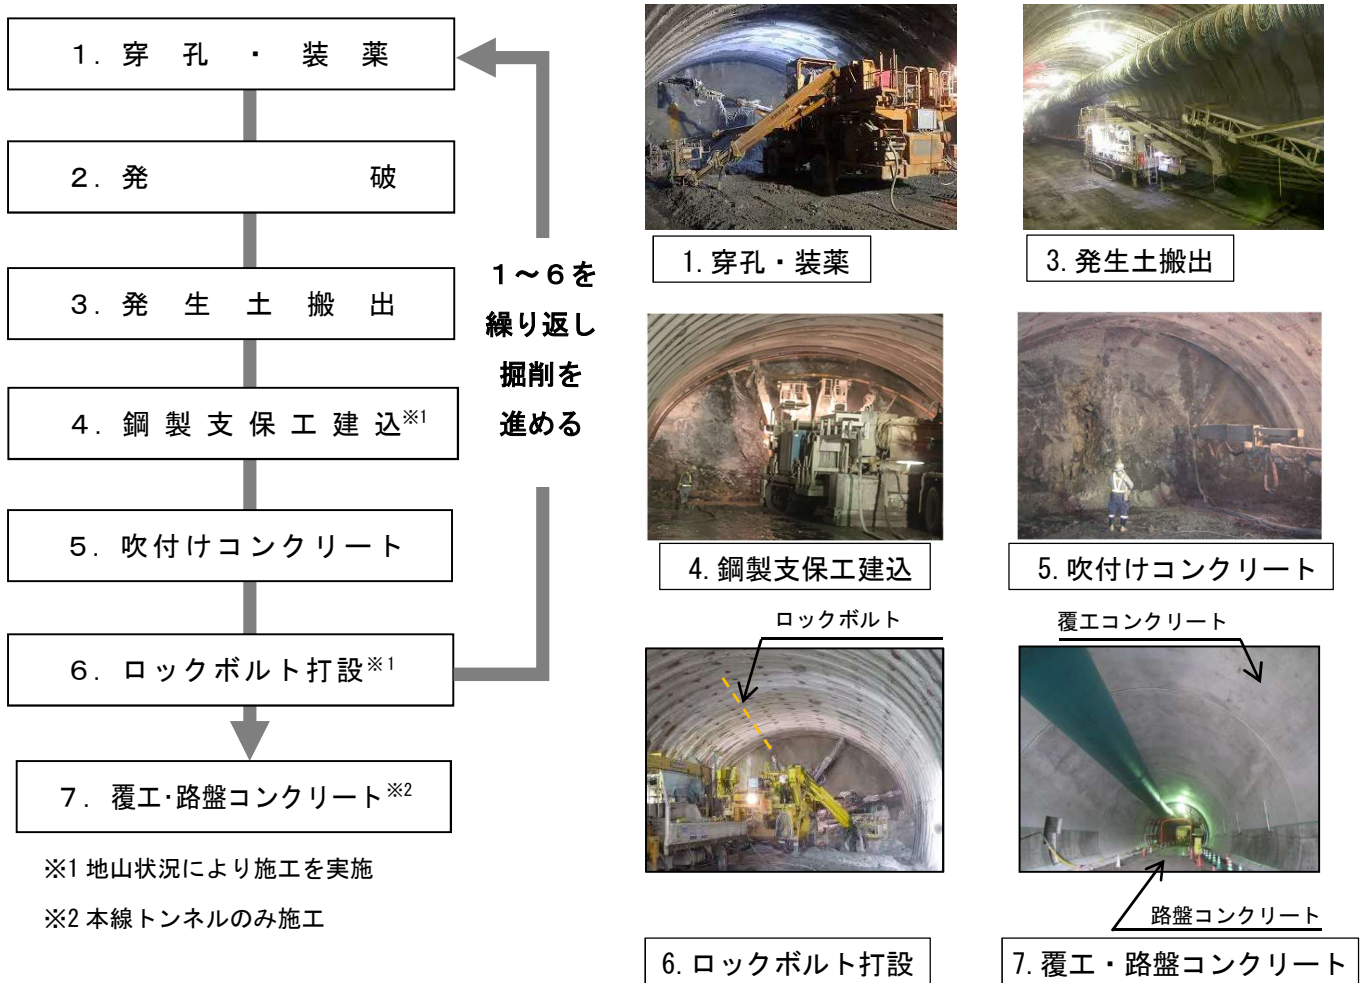 １．穿孔・装薬
２．発破
３．発生土搬出
４．鋼製支保工建込※1
５．吹付けコンクリート
６．ロックボルト打設※1
７．覆工･路盤コンクリート※2
※1 地山状況により施工を実施
※2 本線トンネルのみ施工
１～６を
繰り返し
掘削を
進める
1.穿孔・装薬
3.発生土搬出
4.鋼製支保工建込
5.吹付けコンクリート
ロックボルト
覆工コンクリート
路盤コンクリート
6.ロックボルト打設
7.覆工・路盤コンクリート